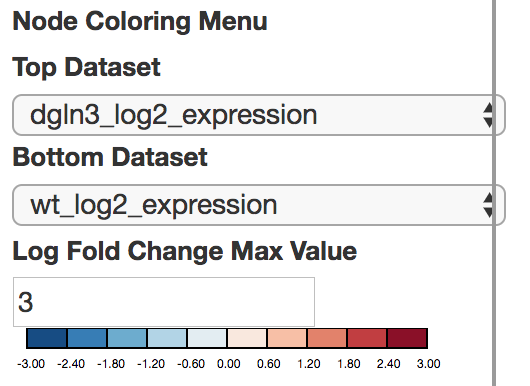 Node Coloring Menu
Top Dataset
dgln3_log2_expression
Bottom Dataset
wt_log2_expression
Log Fold Change Max Value
3
-3.00 -2.40 -1.80 -1.20 -0.60 0.00 0.60 1.20 1.80 2.40 3.00